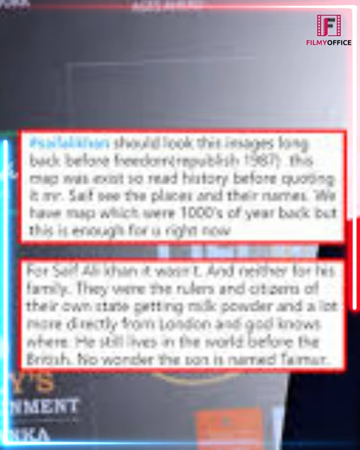 AGES AHEAD
FILMYOFFICE
#saifalikhan should look this images long
back before freedom(republish 1987) .this
map was exist so read history before quoting
it mr. Saif see the places and their names. We
have map which were 1000's of year back but
this is enough for u right now
For Saif Ali khan it wasn't. And neither for his
family. They were the rulers and citizens of
their own state getting milk powder and a lot
more directly from London and god knows
where. He still lives in the world before the
British. No wonder the son is named Taimur.
Y'S
NMENT
NKA